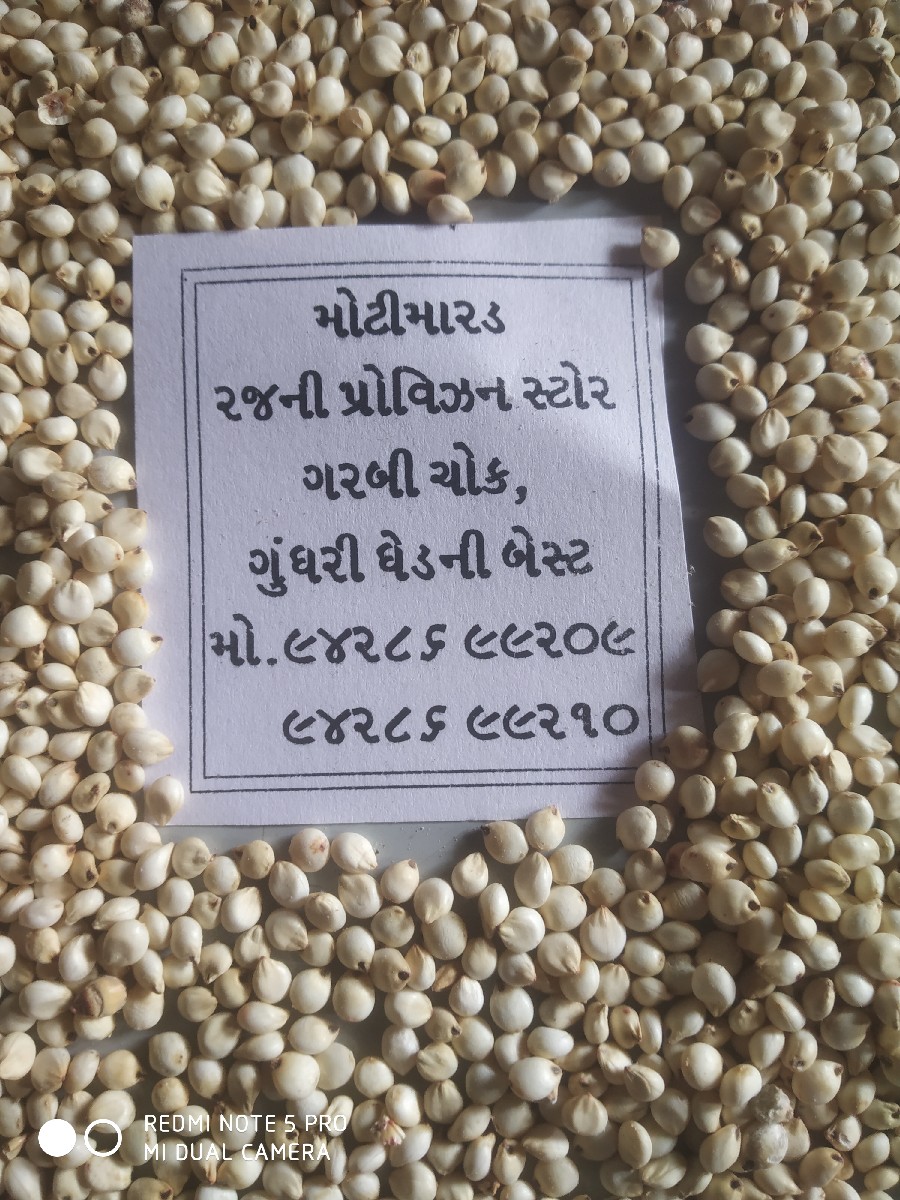 મોટીમારડ
રજની પ્રોવિઝન સ્ટોર
ગરબી ચોક,
ગુંઘરી ઘેડની બેસ્ટ
મો.૯૪૨૮૬ ૯૯૨૦૯
૯૪૨૮૬ ૯૯૨૧૦
REDMI NOTE 5 PRO
MI DUAL CAMERA